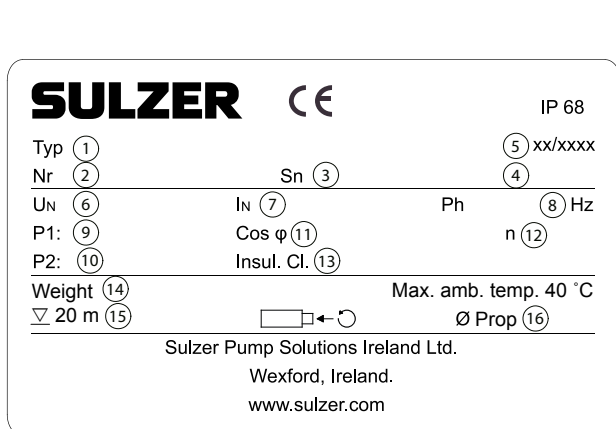 SULZER CE IP 68
Typ 1 5 xx/xxxx
Nr 2 Sn 3 4
UN 6 IN 7 Ph 8 Hz
P1: 9 Cos φ 11 n 12
P2: 10 Insul. Cl. 13
Weight 14 Max. amb. temp. 40 °C
20 m 15 Ø Prop 16
Sulzer Pump Solutions Ireland Ltd.
Wexford, Ireland.
www.sulzer.com